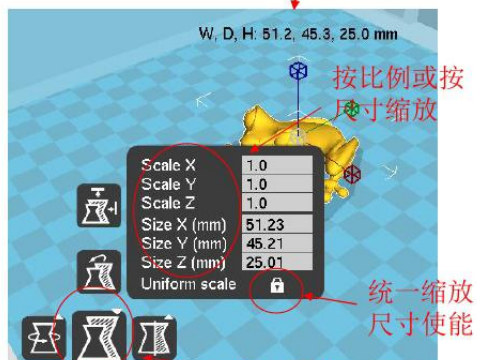 W, D, H: 51.2, 45.3, 25.0 mm
按比例或按
尺寸缩放
Scale X 1.0
Scale Y 1.0
Scale Z 1.0
Size X (mm) 51.23
Size Y (mm) 45.21
Size Z (mm) 25.01
Uniform scale
统一缩放
尺寸使能